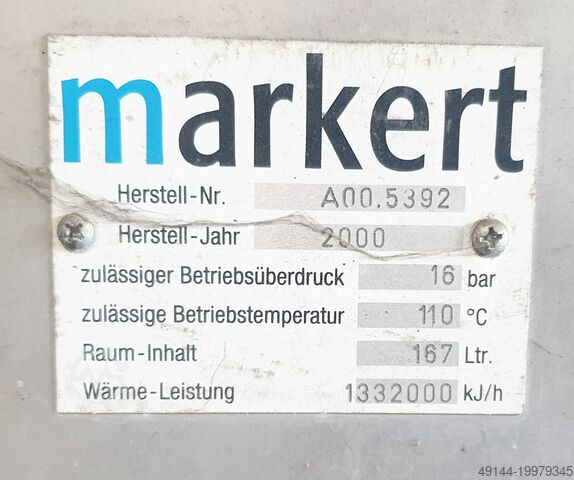 markert
Herstell-Nr. A00.5392
Herstell-Jahr 2000
zulässiger Betriebsüberdruck 16 bar
zulässige Betriebstemperatur 110 °C
Raum-Inhalt 167 Ltr.
Wärme-Leistung 1332000 kJ/h
49144-19979345